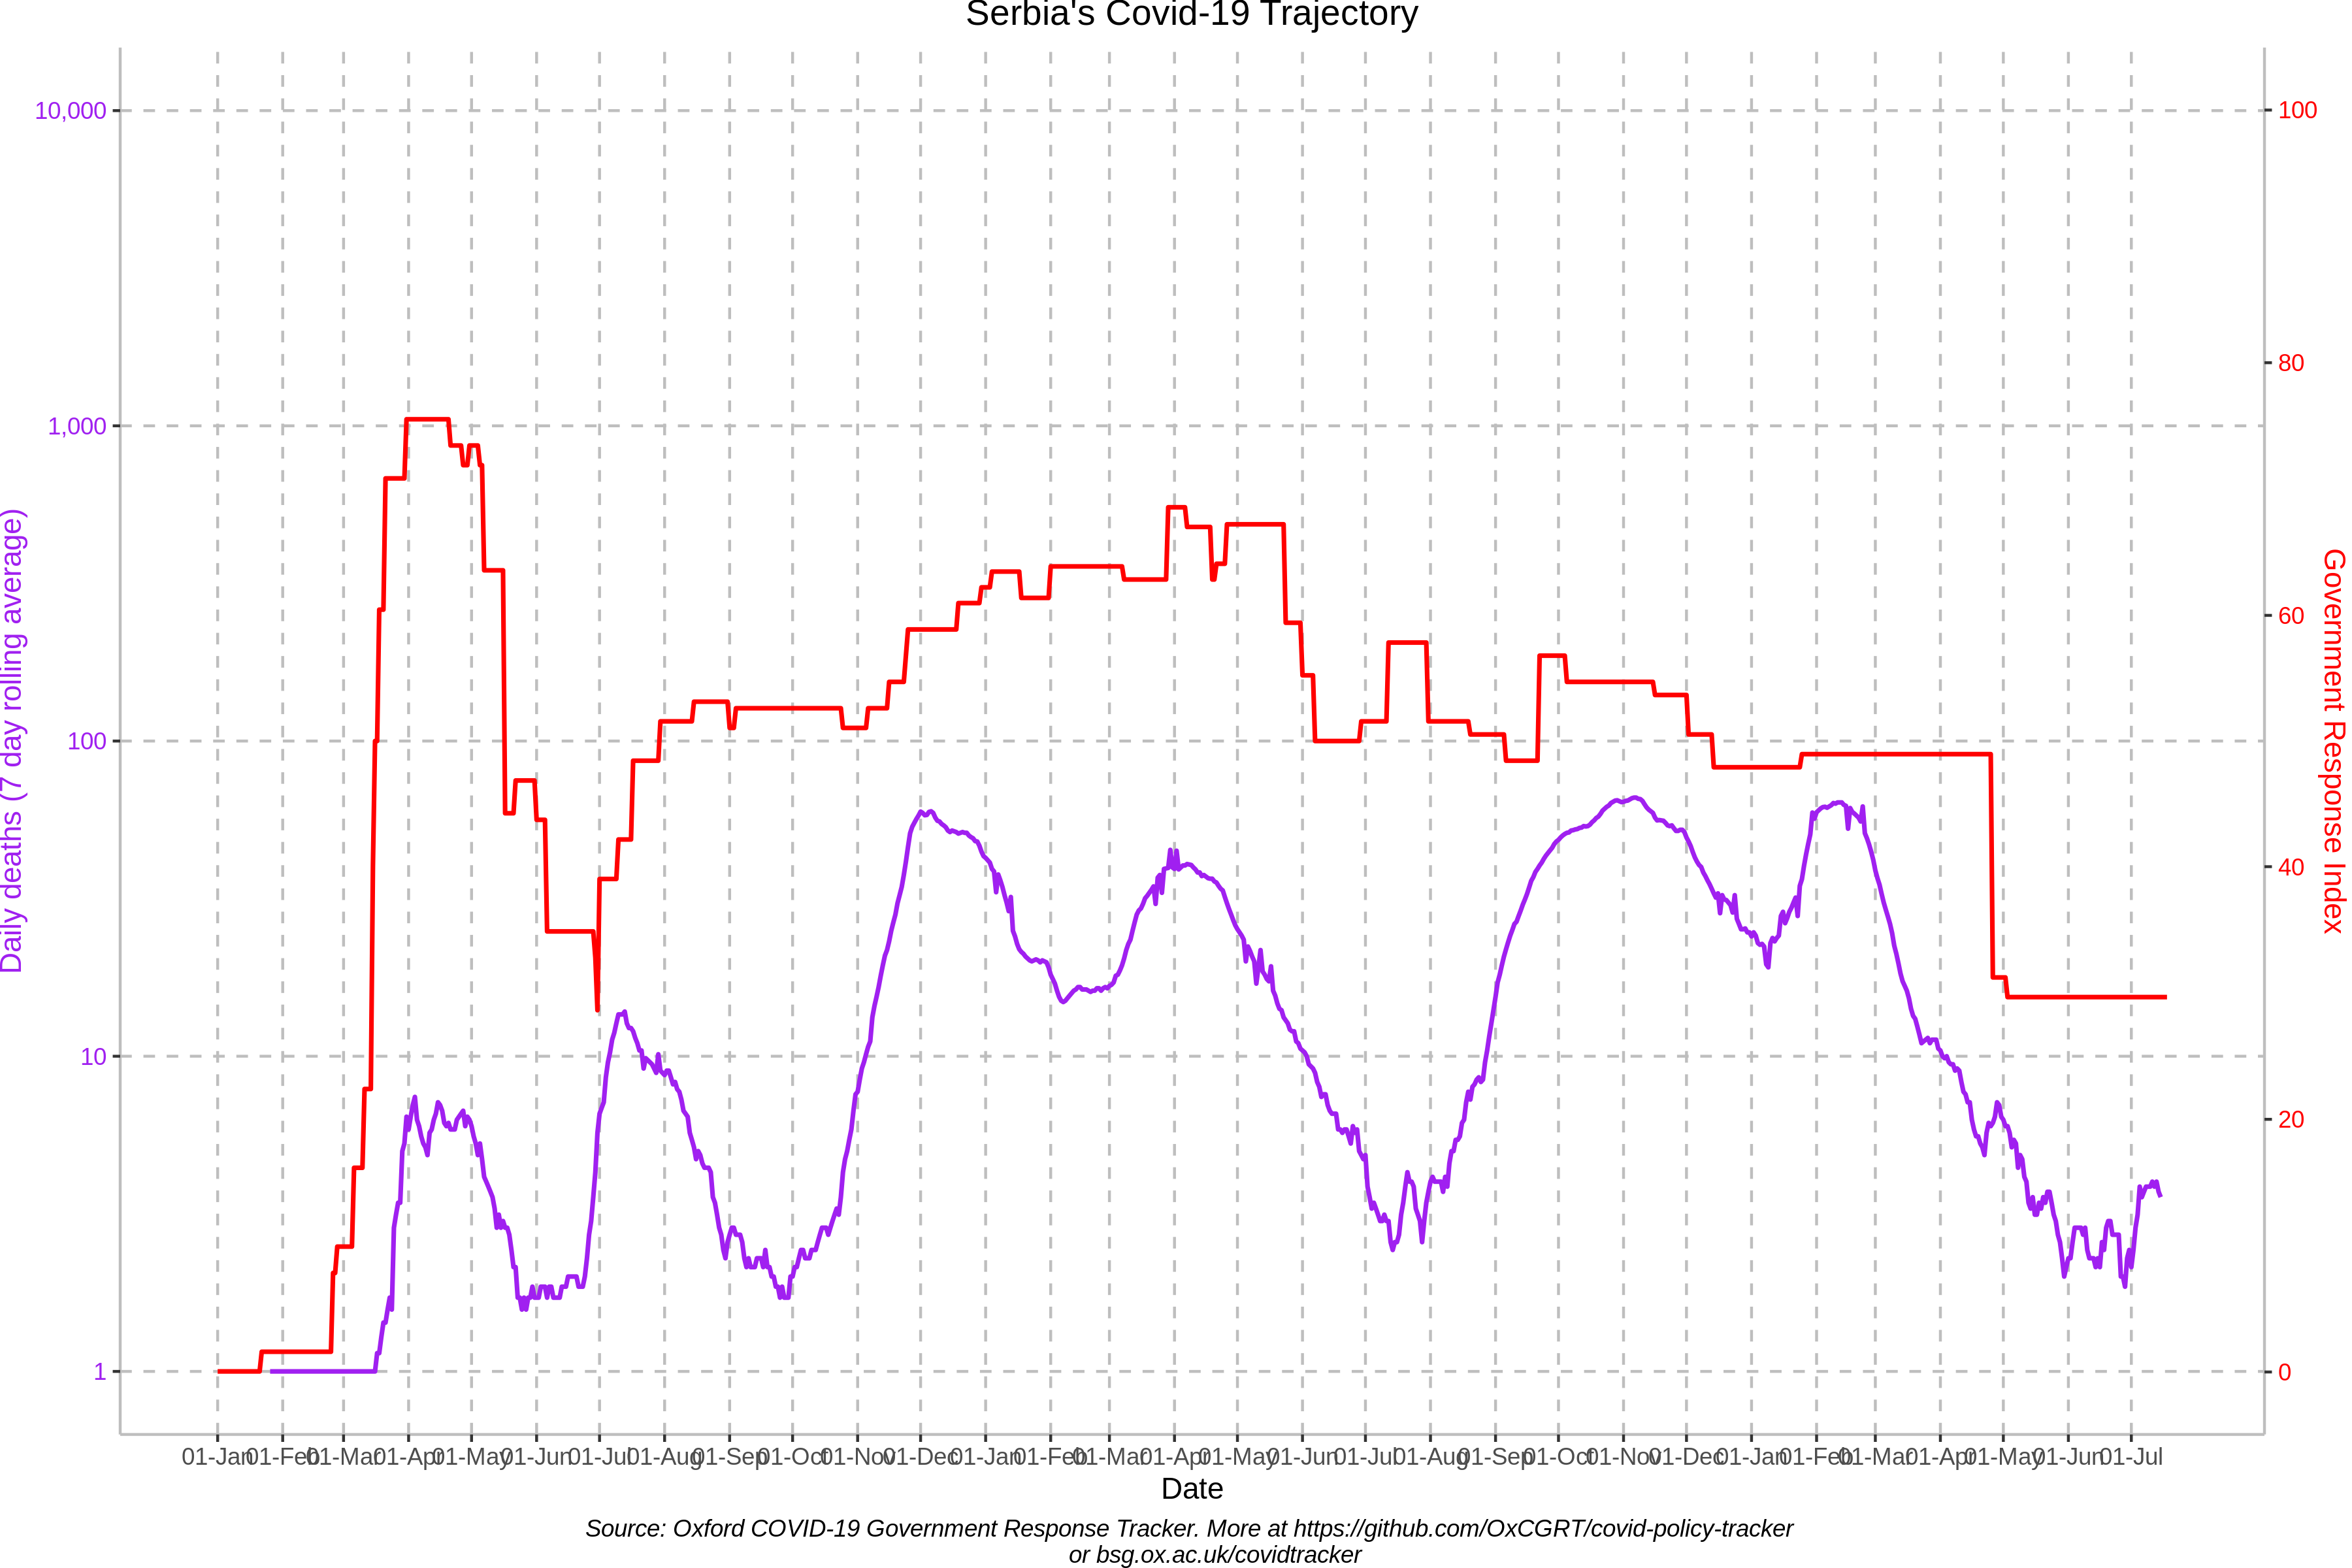 Serbia's Covid-19 Trajectory
10,000
1,000
100
10
1
Daily deaths (7 day rolling average)
100
80
60
40
20
0
Government Response Index
01-Jan 01-Feb 01-Mar 01-Apr 01-May 01-Jun 01-Jul 01-Aug 01-Sep 01-Oct 01-Nov 01-Dec 01-Jan 01-Feb 01-Mar 01-Apr 01-May 01-Jun 01-Jul 01-Aug 01-Sep 01-Oct 01-Nov 01-Dec 01-Jan 01-Feb 01-Mar 01-Apr 01-May 01-Jun 01-Jul
Date
Source: Oxford COVID-19 Government Response Tracker. More at https://github.com/OxCGRT/covid-policy-tracker
or bsg.ox.ac.uk/covidtracker